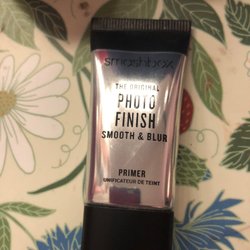 smashbox
THE ORIGINAL
PHOTO
FINISH
SMOOTH & BLUR
PRIMER
UNIFICATEUR DE TEINT